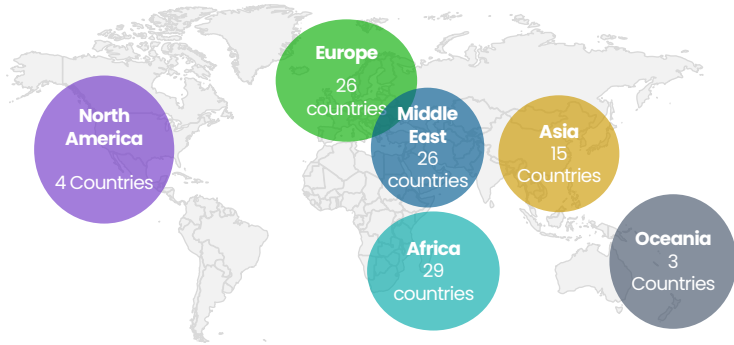 Europe
26
countries
North
America
4 Countries
Middle
East
26
countries
Asia
15
Countries
Africa
29
countries
Oceania
3
Countries